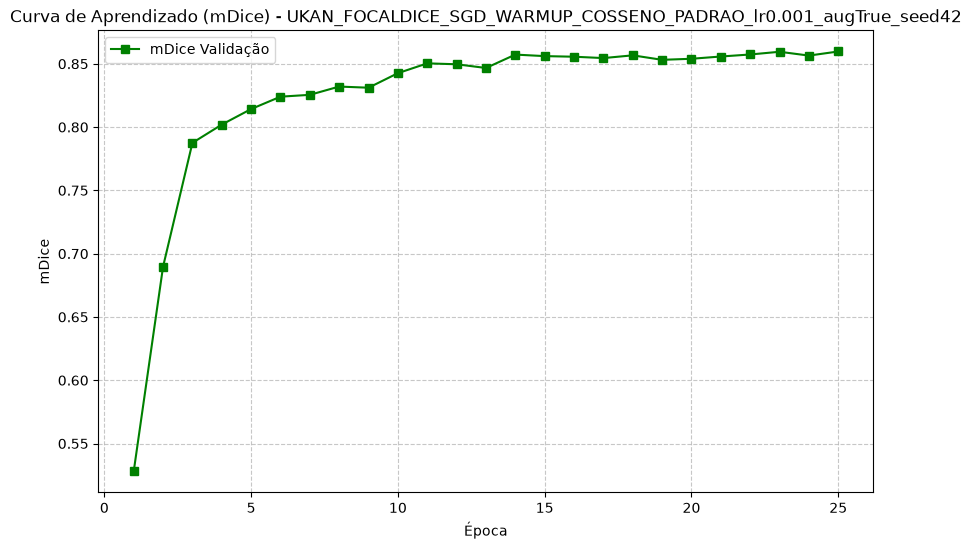 Curva de Aprendizado (mDice) - UKAN_FOCALDICE_SGD_WARMUP_COSSENO_PADRAO_lr0.001_augTrue_seed42
mDice Validação
0.85
0.80
0.75
0.70
0.65
0.60
0.55
mDice
0 5 10 15 20 25
Época